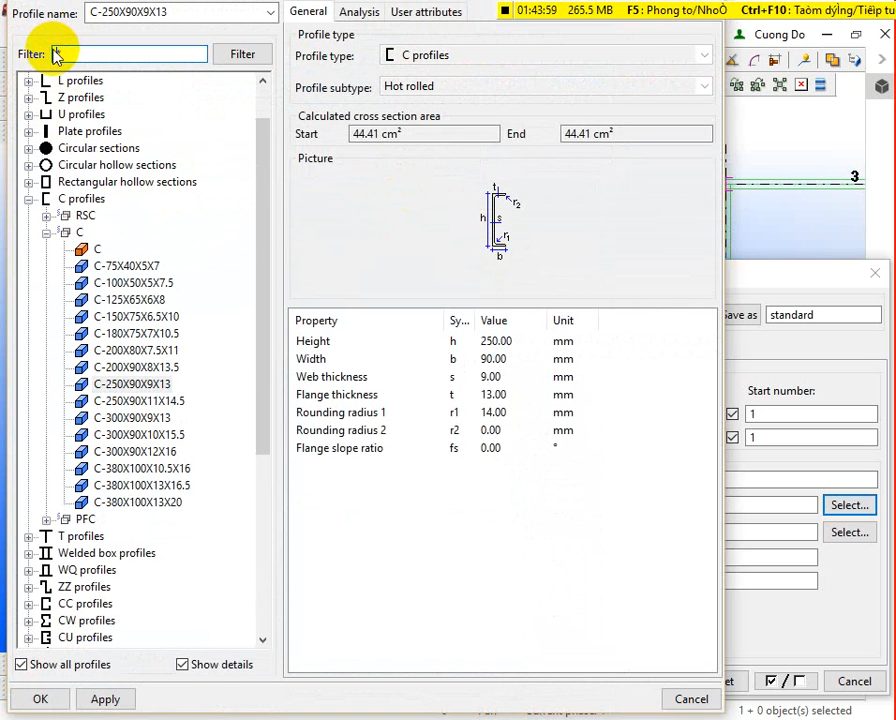 Profile name: C-250X90X9X13
General Analysis User attributes
01:43:59 265.5 MB F5 : Phong to/NhoÒ Ctrl+F10 : Taòm dýìng/Tiếp tu
Filter: Filter
Cuong Do
L profiles
Z profiles
U profiles
Plate profiles
Circular sections
Circular hollow sections
Rectangular hollow sections
C profiles
RSC
C
C
C-75X40X5X7
C-100X50X5X7.5
C-125X65X6X8
C-150X75X6.5X10
C-180X75X7X10.5
C-200X80X7.5X11
C-200X90X8X13.5
C-250X90X9X13
C-250X90X11X14.5
C-300X90X9X13
C-300X90X10X15.5
C-300X90X12X16
C-380X100X10.5X16
C-380X100X13X16.5
C-380X100X13X20
PFC
T profiles
Welded box profiles
WQ profiles
ZZ profiles
CC profiles
CW profiles
CU profiles
Show all profiles Show details
OK Apply Cancel
Profile type
Profile type: C profiles
Profile subtype: Hot rolled
Calculated cross section area
Start 44.41 cm² End 44.41 cm²
Picture
t
r2
h s
r1
b
Property Sy... Value Unit
Height h 250.00 mm
Width b 90.00 mm
Web thickness s 9.00 mm
Flange thickness t 13.00 mm
Rounding radius 1 r1 14.00 mm
Rounding radius 2 r2 0.00 mm
Flange slope ratio fs 0.00 °
3
Save as standard
Start number:
1
1
Select...
Select...
Cancel
1 + 0 object(s) selected